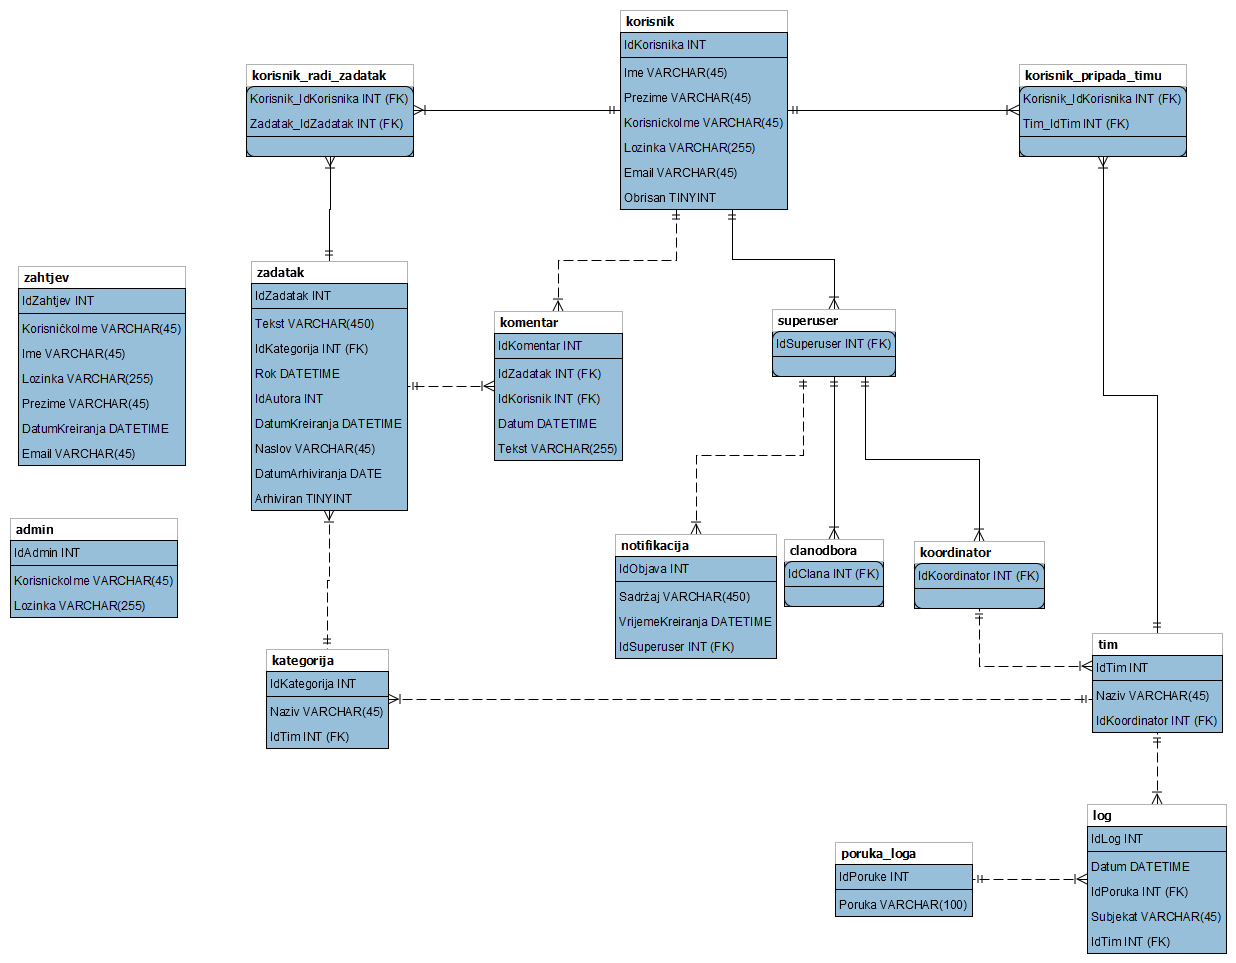 korisnik
IdKorisnika INT
Ime VARCHAR(45)
Prezime VARCHAR(45)
KorisnickoIme VARCHAR(45)
Lozinka VARCHAR(255)
Email VARCHAR(45)
Obrisan TINYINT
korisnik_radi_zadatak
Korisnik_IdKorisnika INT (FK)
Zadatak_IdZadatak INT (FK)
korisnik_pripada_timu
Korisnik_IdKorisnika INT (FK)
Tim_IdTim INT (FK)
zahtjev
IdZahtjev INT
KorisničkoIme VARCHAR(45)
Ime VARCHAR(45)
Lozinka VARCHAR(255)
Prezime VARCHAR(45)
DatumKreiranja DATETIME
Email VARCHAR(45)
zadatak
IdZadatak INT
Tekst VARCHAR(450)
IdKategorija INT (FK)
Rok DATETIME
IdAutora INT
DatumKreiranja DATETIME
Naslov VARCHAR(45)
DatumArhiviranja DATE
Arhiviran TINYINT
komentar
IdKomentar INT
IdZadatak INT (FK)
IdKorisnik INT (FK)
Datum DATETIME
Tekst VARCHAR(255)
superuser
IdSuperuser INT (FK)
admin
IdAdmin INT
KorisnickoIme VARCHAR(45)
Lozinka VARCHAR(255)
notifikacija
IdObjava INT
Sadržaj VARCHAR(450)
VrijemeKreiranja DATETIME
IdSuperuser INT (FK)
clanodbora
IdClana INT (FK)
koordinator
IdKoordinator INT (FK)
kategorija
IdKategorija INT
Naziv VARCHAR(45)
IdTim INT (FK)
tim
IdTim INT
Naziv VARCHAR(45)
IdKoordinator INT (FK)
poruka_loga
IdPoruke INT
Poruka VARCHAR(100)
log
IdLog INT
Datum DATETIME
IdPoruka INT (FK)
Subjekat VARCHAR(45)
IdTim INT (FK)